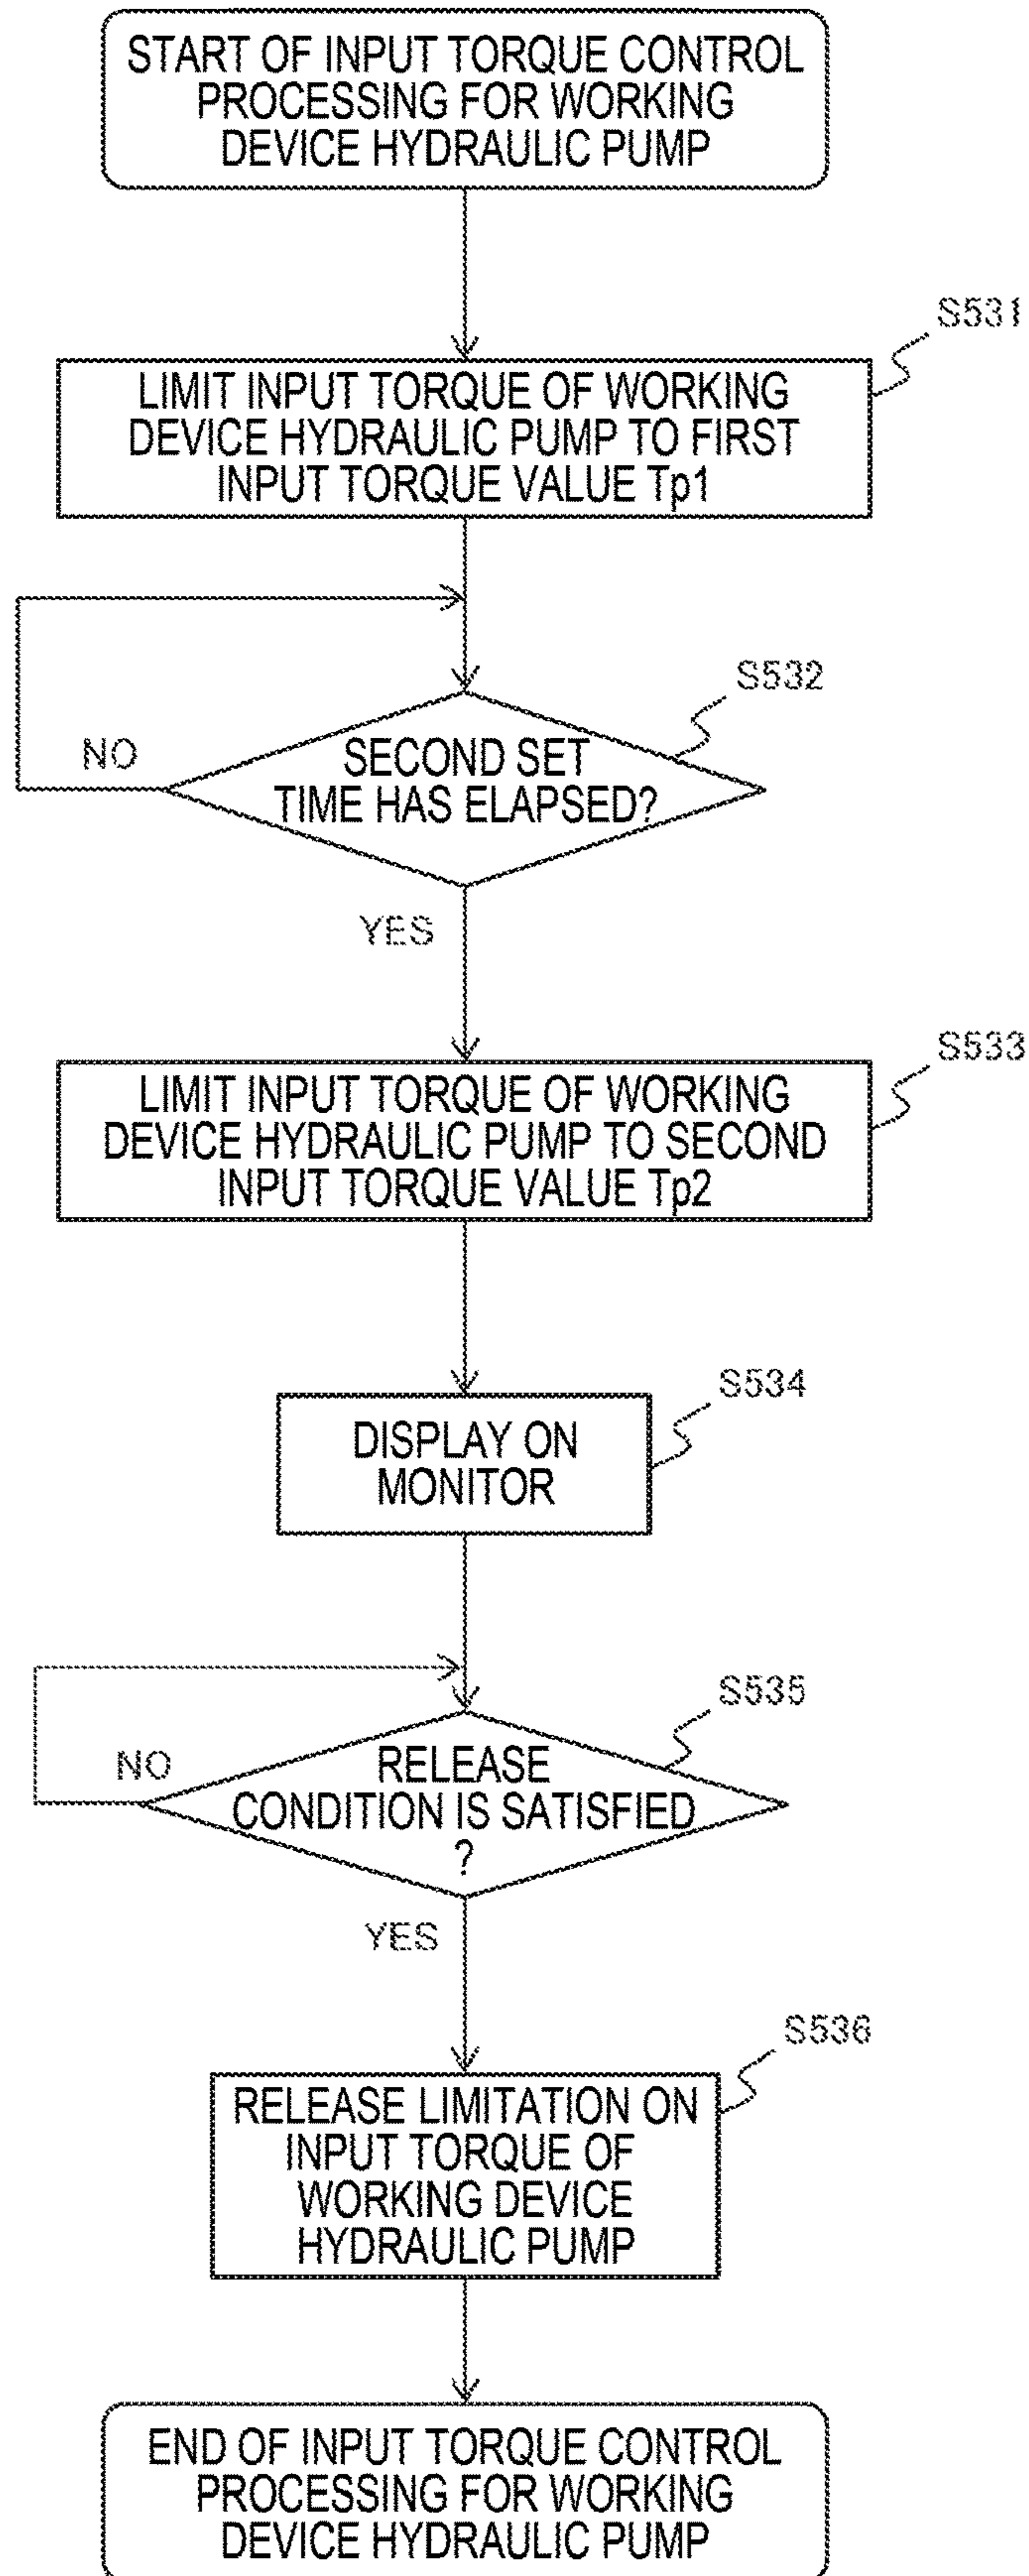 START OF INPUT TORQUE CONTROL
PROCESSING FOR WORKING
DEVICE HYDRAULIC PUMP
S531
LIMIT INPUT TORQUE OF WORKING
DEVICE HYDRAULIC PUMP TO FIRST
INPUT TORQUE VALUE Tp1
S532
NO
SECOND SET
TIME HAS ELAPSED?
YES
S533
LIMIT INPUT TORQUE OF WORKING
DEVICE HYDRAULIC PUMP TO SECOND
INPUT TORQUE VALUE Tp2
S534
DISPLAY ON
MONITOR
S535
NO
RELEASE
CONDITION IS SATISFIED
?
YES
S536
RELEASE LIMITATION ON
INPUT TORQUE OF
WORKING DEVICE
HYDRAULIC PUMP
END OF INPUT TORQUE CONTROL
PROCESSING FOR WORKING
DEVICE HYDRAULIC PUMP